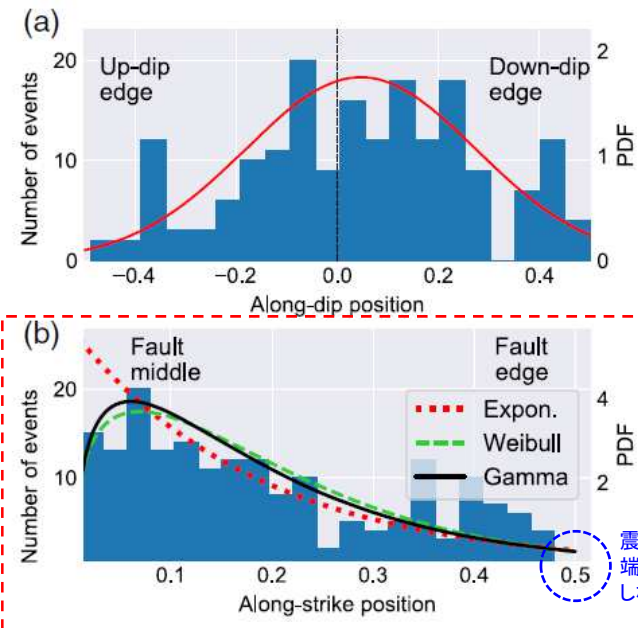 (a)
Up-dip
edge
Down-dip
edge
Number of events
20
10
0
2
1
0
PDF
−0.4
−0.2
0.0
0.2
0.4
Along-dip position
(b)
Fault
middle
Fault
edge
Expon.
Weibull
Gamma
Number of events
20
10
4
2
PDF
0.1
0.2
0.3
0.4
0.5
Along-strike position
震
端